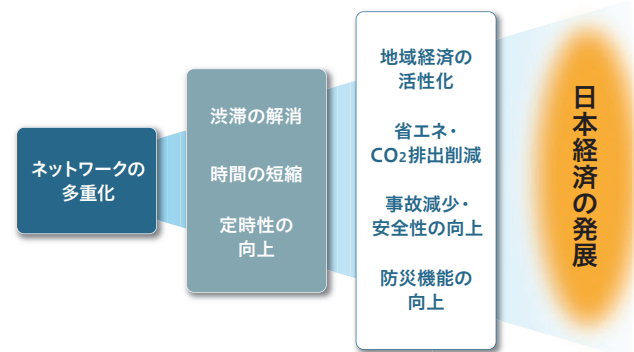 ネットワークの
多重化
渋滞の解消
時間の短縮
定時性の
向上
地域経済の
活性化
省エネ・
CO2排出削減
事故減少・
安全性の向上
防災機能の
向上
日本経済の発展